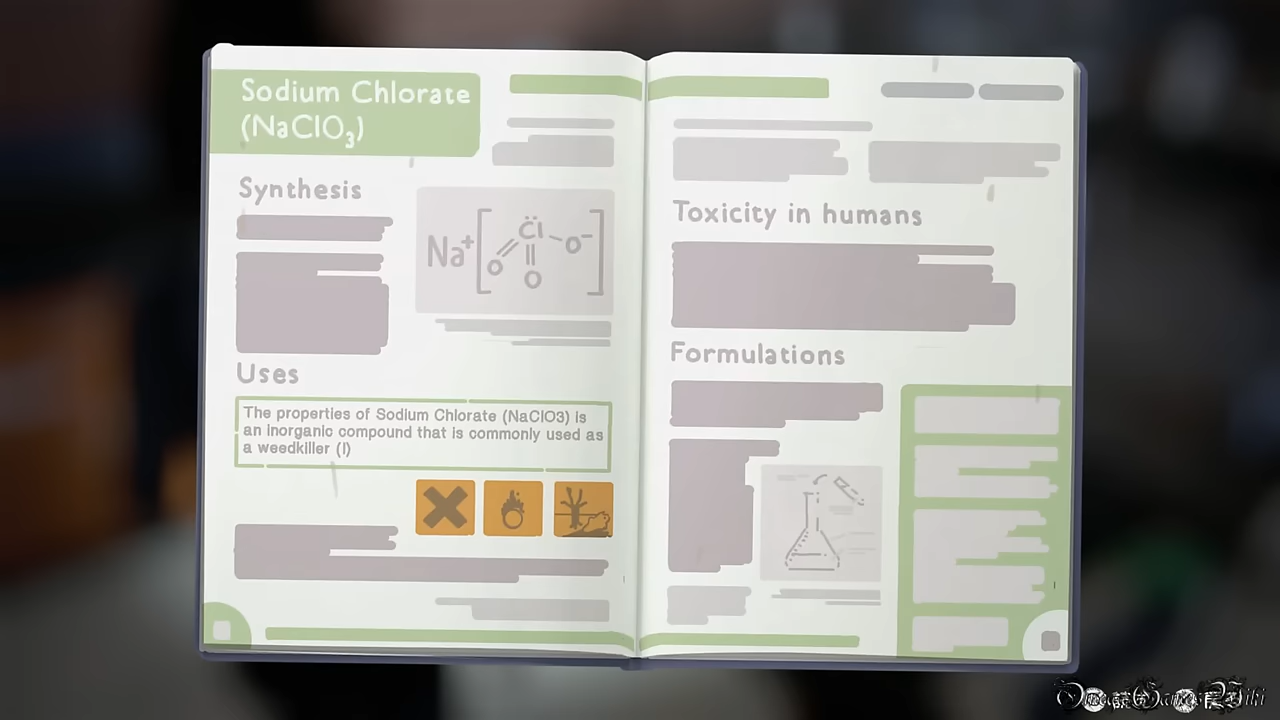 Sodium Chlorate
(NaClO₃)
Synthesis
Na⁺ [ O Cl O⁻
O ]
Uses
The properties of Sodium Chlorate (NaClO3) is
an inorganic compound that is commonly used as
a weedkiller (I)
Toxicity in humans
Formulations